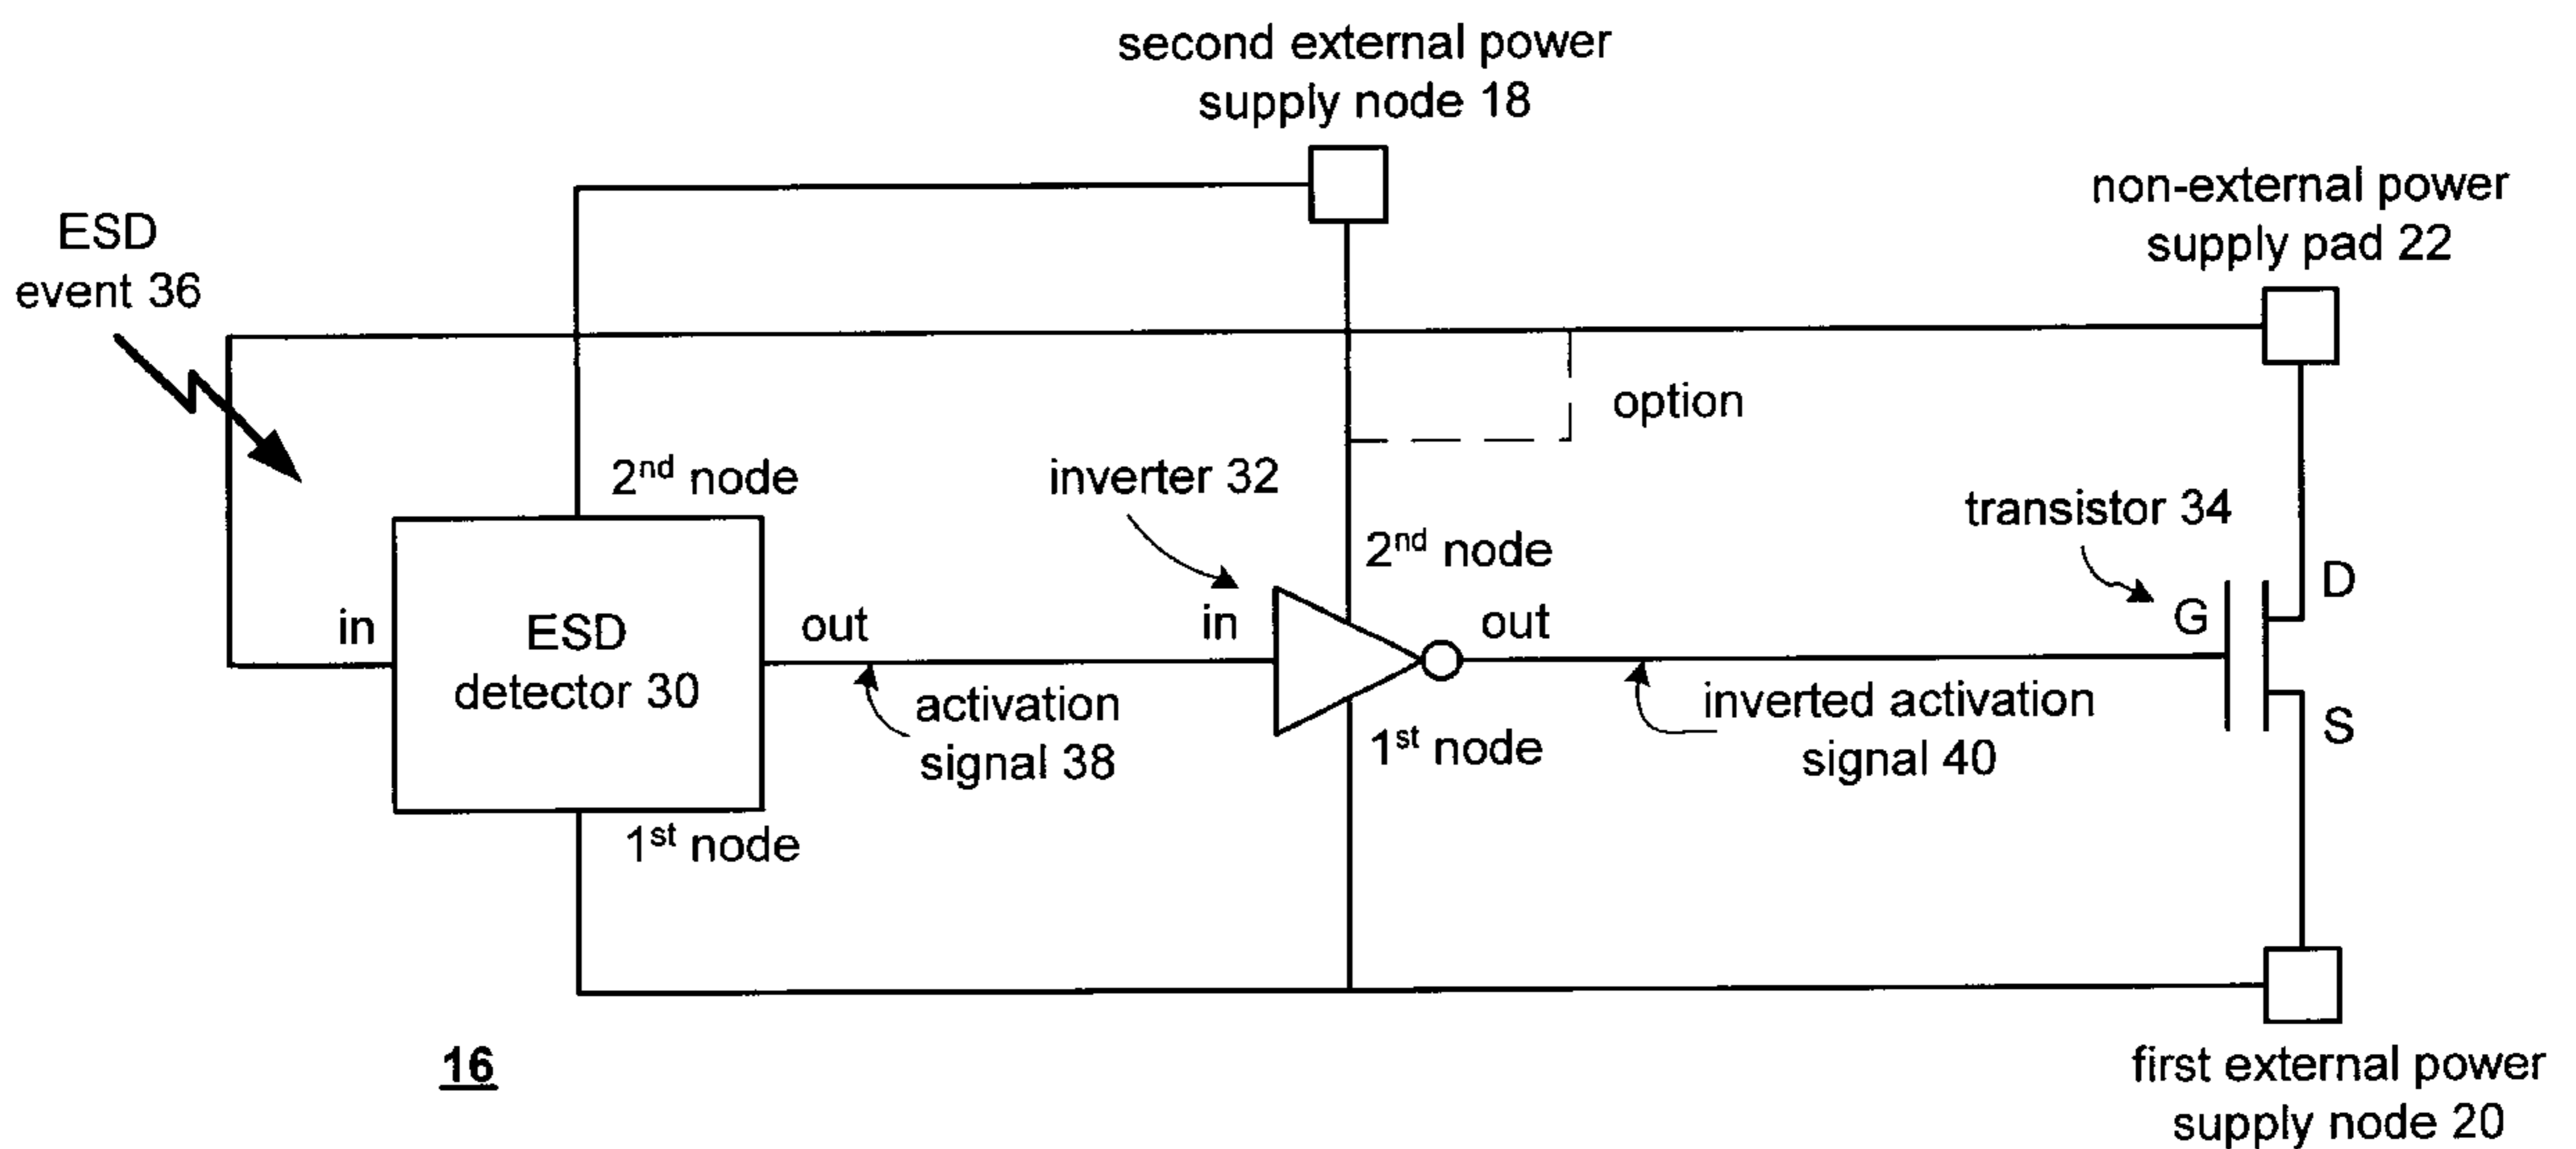 second external power
supply node 18
non-external power
supply pad 22
ESD
event 36
option
2nd node
inverter 32
transistor 34
2nd node
D
in
ESD
detector 30
out
in
out
G
activation
signal 38
1st node
inverted activation
signal 40
S
1st node
16
first external power
supply node 20